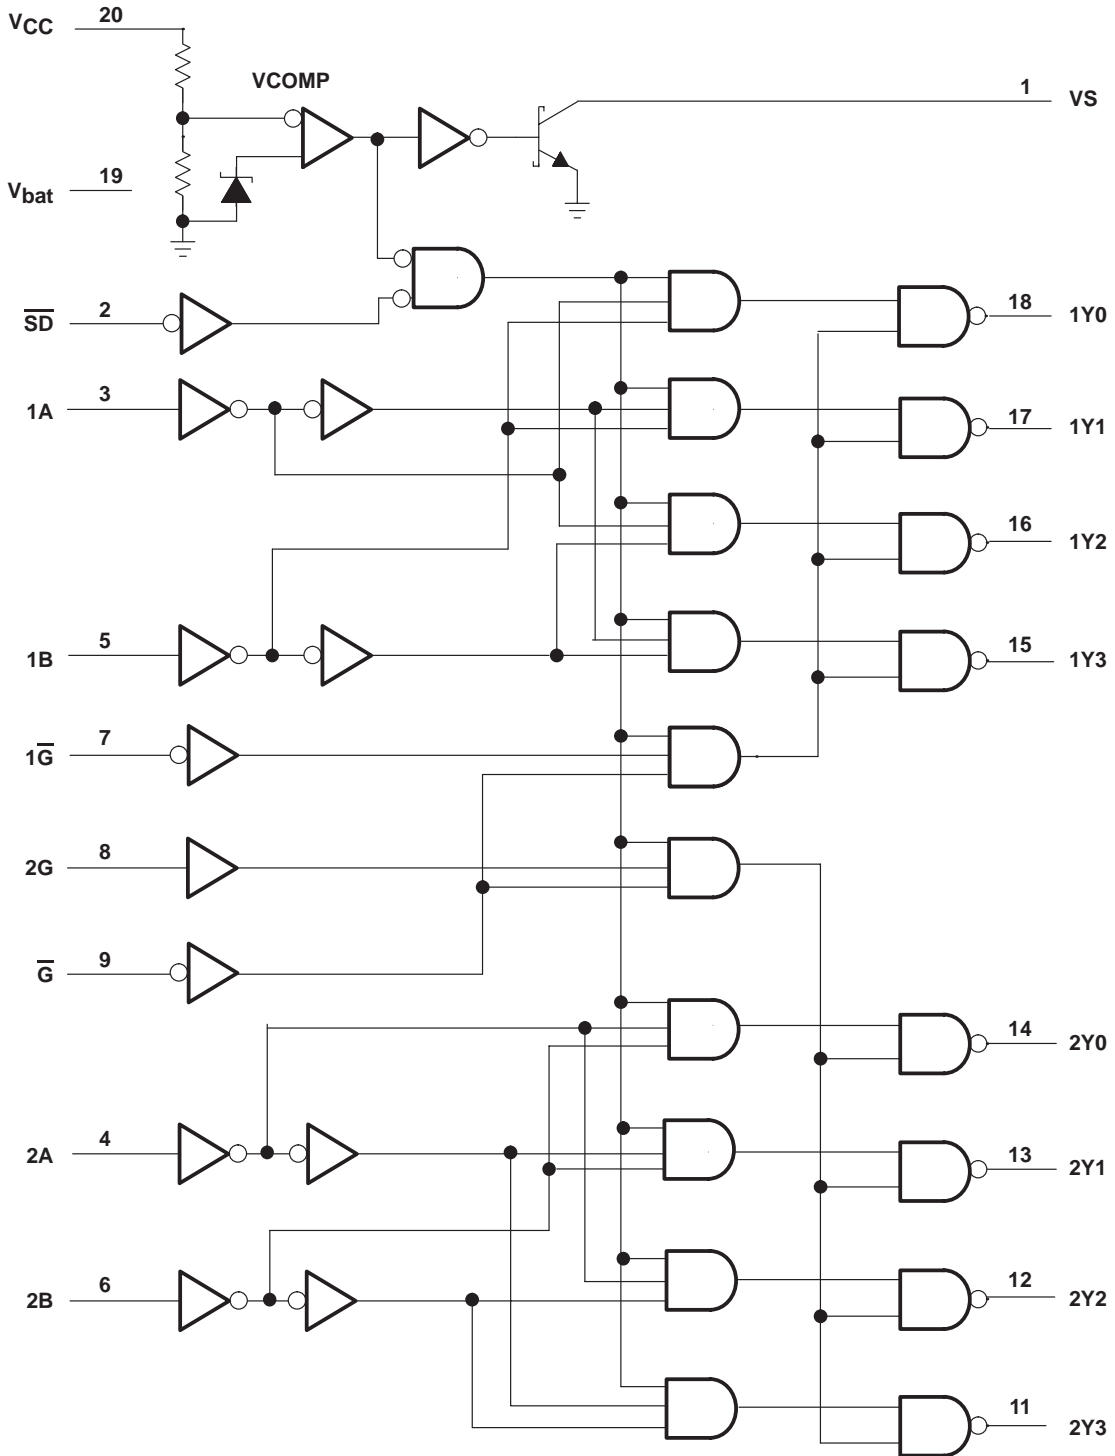 VCC 20
VCOMP
1 VS
Vbat 19
S̅D̅ 2
18 1Y0
1A 3
17 1Y1
16 1Y2
1B 5
15 1Y3
1G̅ 7
2G 8
G̅ 9
14 2Y0
2A 4
13 2Y1
2B 6
12 2Y2
11 2Y3